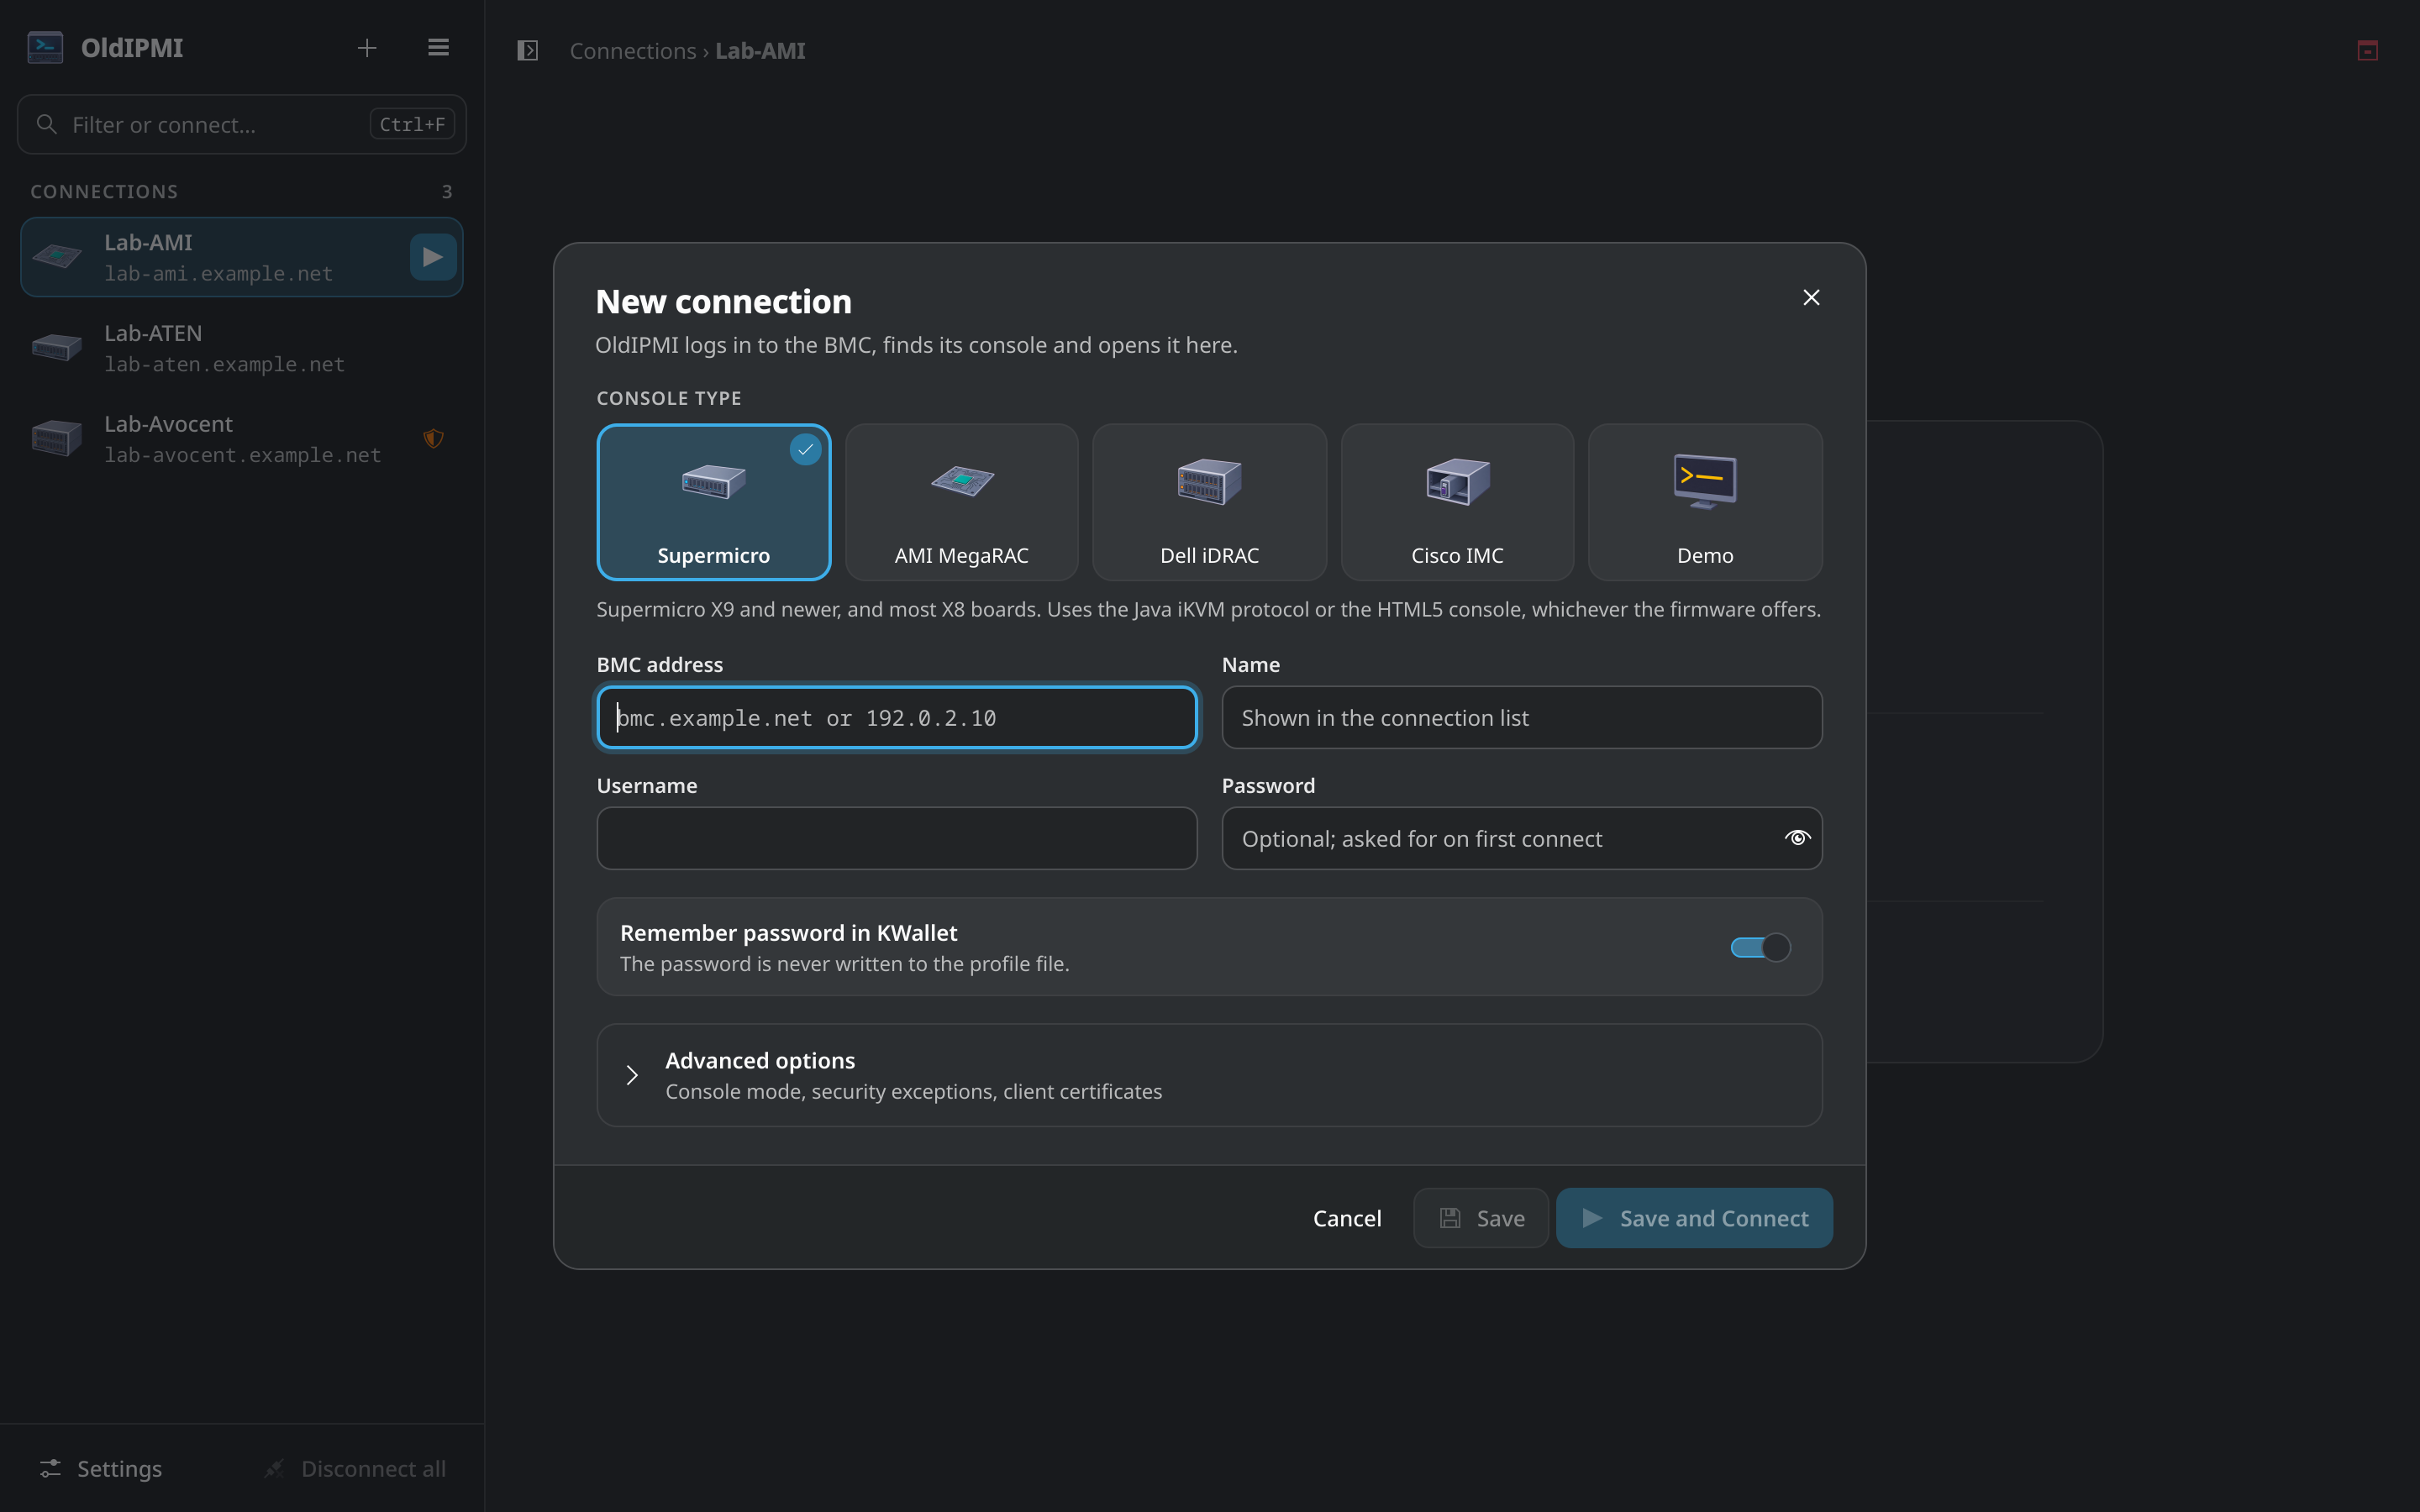 OldIPMI
Filter or connect...
Ctrl+F
CONNECTIONS
3
Lab-AMI
lab-ami.example.net
Lab-ATEN
lab-aten.example.net
Lab-Avocent
lab-avocent.example.net
Settings
Disconnect all
Connections › Lab-AMI
New connection
OldIPMI logs in to the BMC, finds its console and opens it here.
CONSOLE TYPE
Supermicro
AMI MegaRAC
Dell iDRAC
Cisco IMC
Demo
Supermicro X9 and newer, and most X8 boards. Uses the Java iKVM protocol or the HTML5 console, whichever the firmware offers.
BMC address
Name
bmc.example.net or 192.0.2.10
Shown in the connection list
Username
Password
Optional; asked for on first connect
Remember password in KWallet
The password is never written to the profile file.
Advanced options
Console mode, security exceptions, client certificates
Cancel
Save
Save and Connect